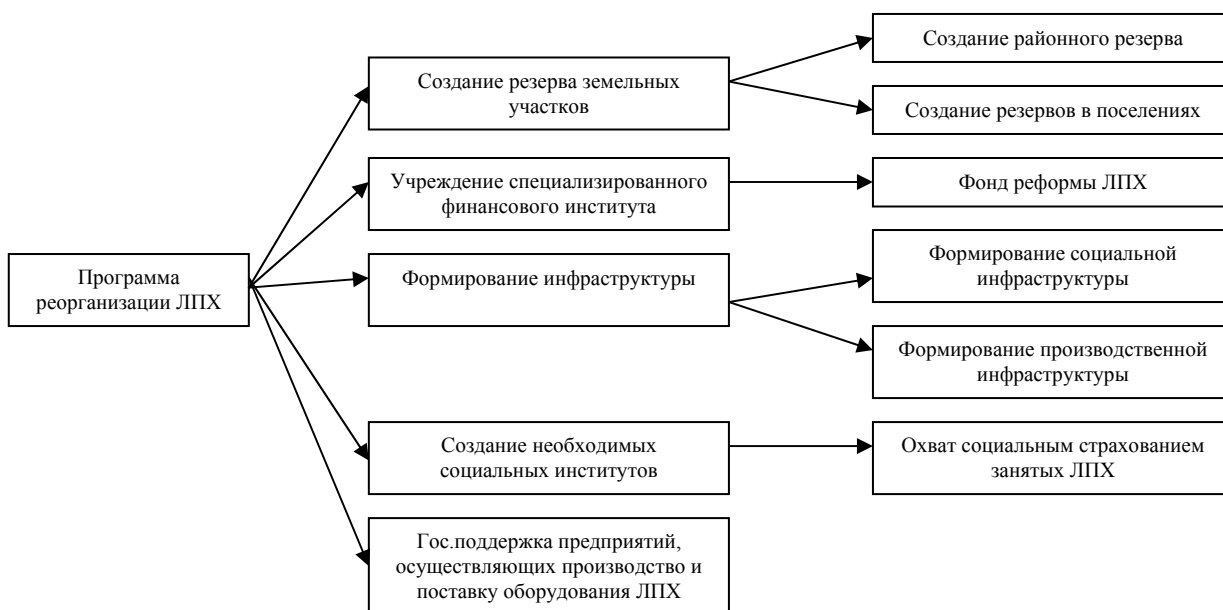 Программа
реорганизации ЛПХ
Создание резерва земельных
участков
Создание районного резерва
Создание резервов в поселениях
Учреждение специализированного
финансового института
Фонд реформы ЛПХ
Формирование инфраструктуры
Формирование социальной
инфраструктуры
Формирование производственной
инфраструктуры
Создание необходимых
социальных институтов
Охват социальным страхованием
занятых ЛПХ
Гос.поддержка предприятий,
осуществляющих производство и
поставку оборудования ЛПХ